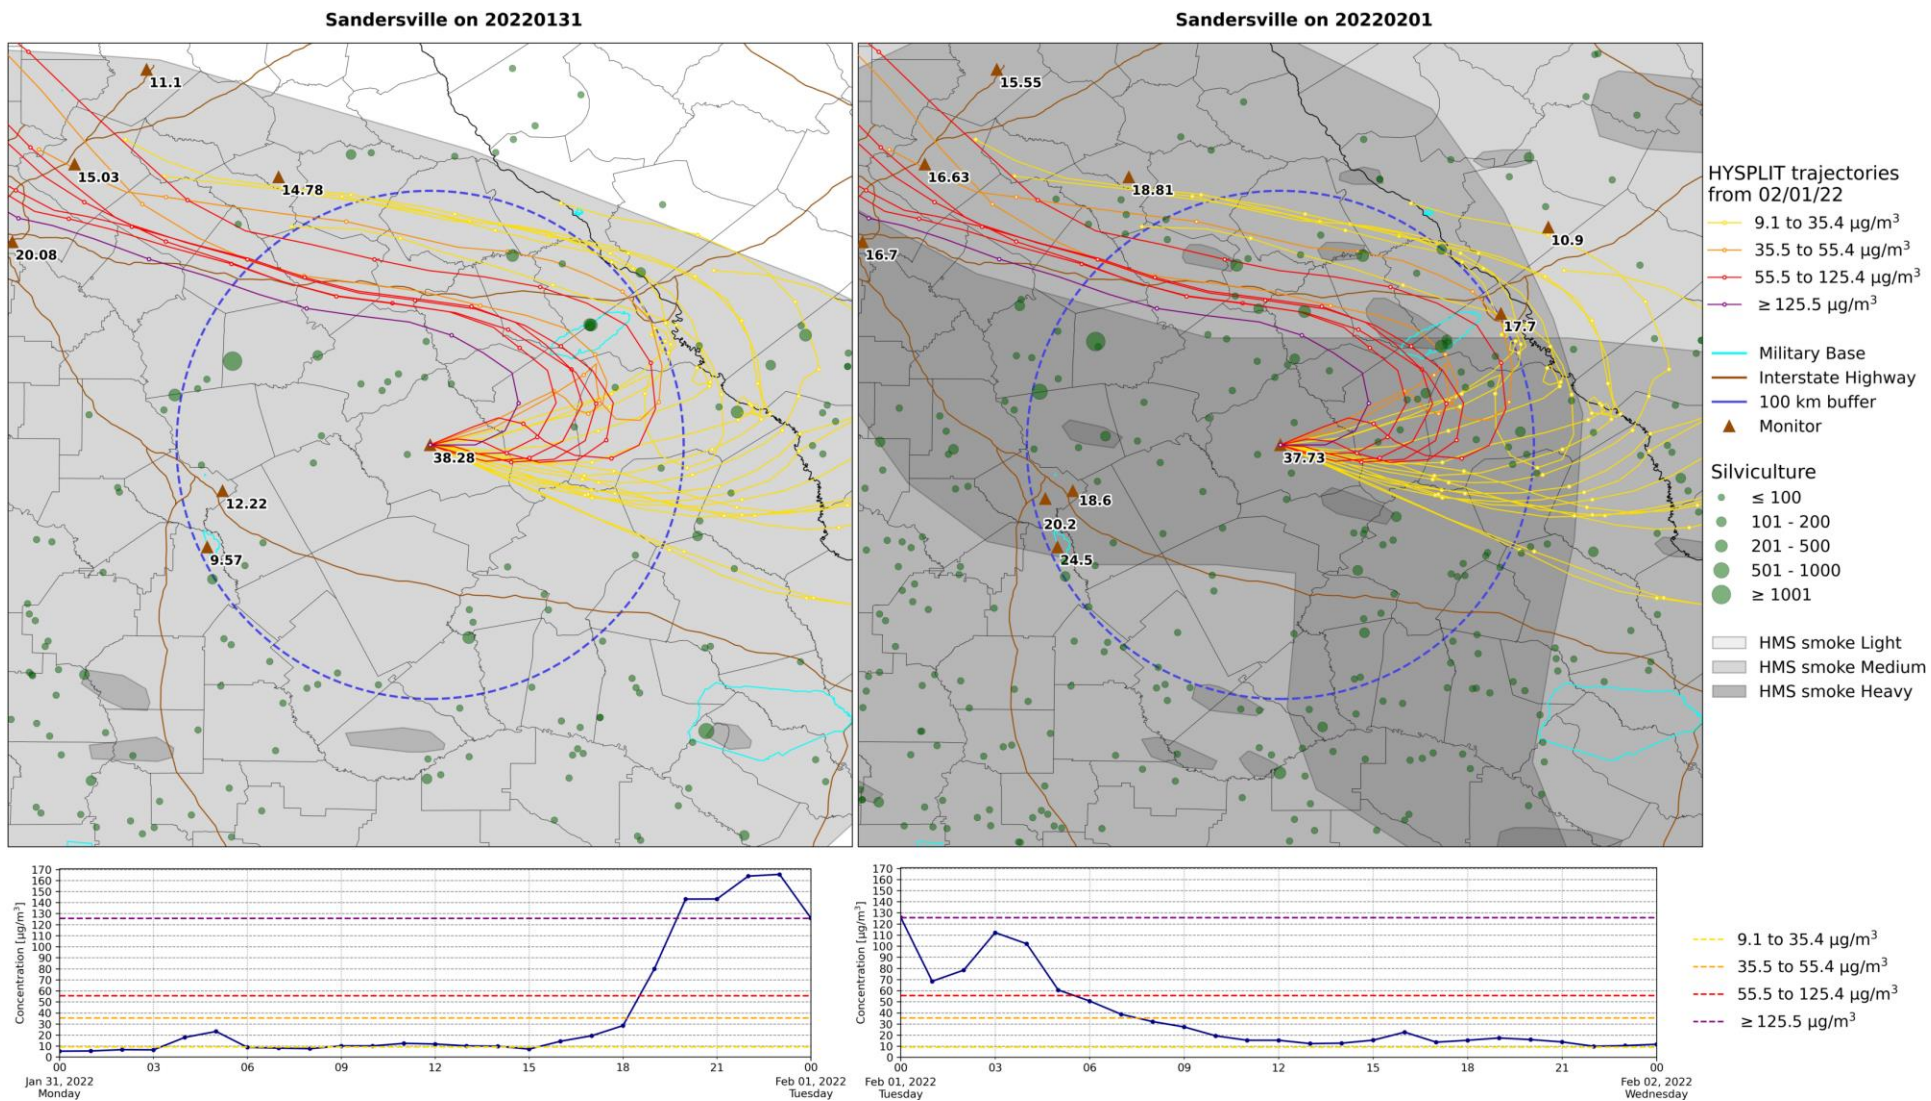 Sandersville on 20220131
Sandersville on 20220201
11.1
15.03
14.78
20.08
38.28
12.22
9.57
15.55
16.63
18.81
10.9
16.7
17.7
37.73
18.6
20.2
24.5
HYSPLIT trajectories
from 02/01/22
9.1 to 35.4 µg/m³
35.5 to 55.4 µg/m³
55.5 to 125.4 µg/m³
≥ 125.5 µg/m³
Military Base
Interstate Highway
100 km buffer
Monitor
Silviculture
≤ 100
101 - 200
201 - 500
501 - 1000
≥ 1001
HMS smoke Light
HMS smoke Medium
HMS smoke Heavy
Concentration [µg/m³]
170
160
150
140
130
120
110
100
90
80
70
60
50
40
30
20
10
0
00 03 06 09 12 15 18 21 00
Jan 31, 2022 Feb 01, 2022
Monday Tuesday
Concentration [µg/m³]
170
160
150
140
130
120
110
100
90
80
70
60
50
40
30
20
10
0
00 03 06 09 12 15 18 21 00
Feb 01, 2022 Feb 02, 2022
Tuesday Wednesday
9.1 to 35.4 µg/m³
35.5 to 55.4 µg/m³
55.5 to 125.4 µg/m³
≥ 125.5 µg/m³